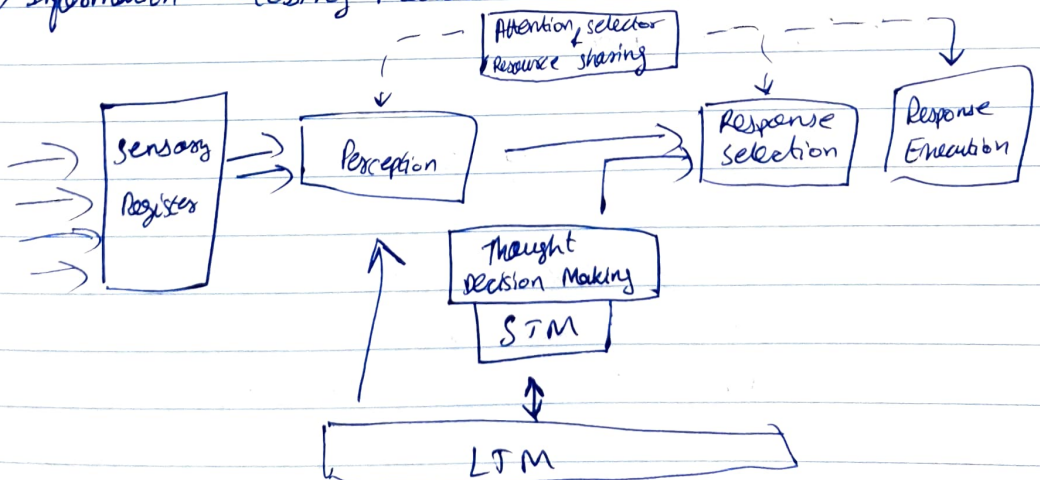 Attention selector
+
Resource sharing
Sensory
Register
Perception
Response
Selection
Response
Execution
Thought
Decision Making
STM
LTM